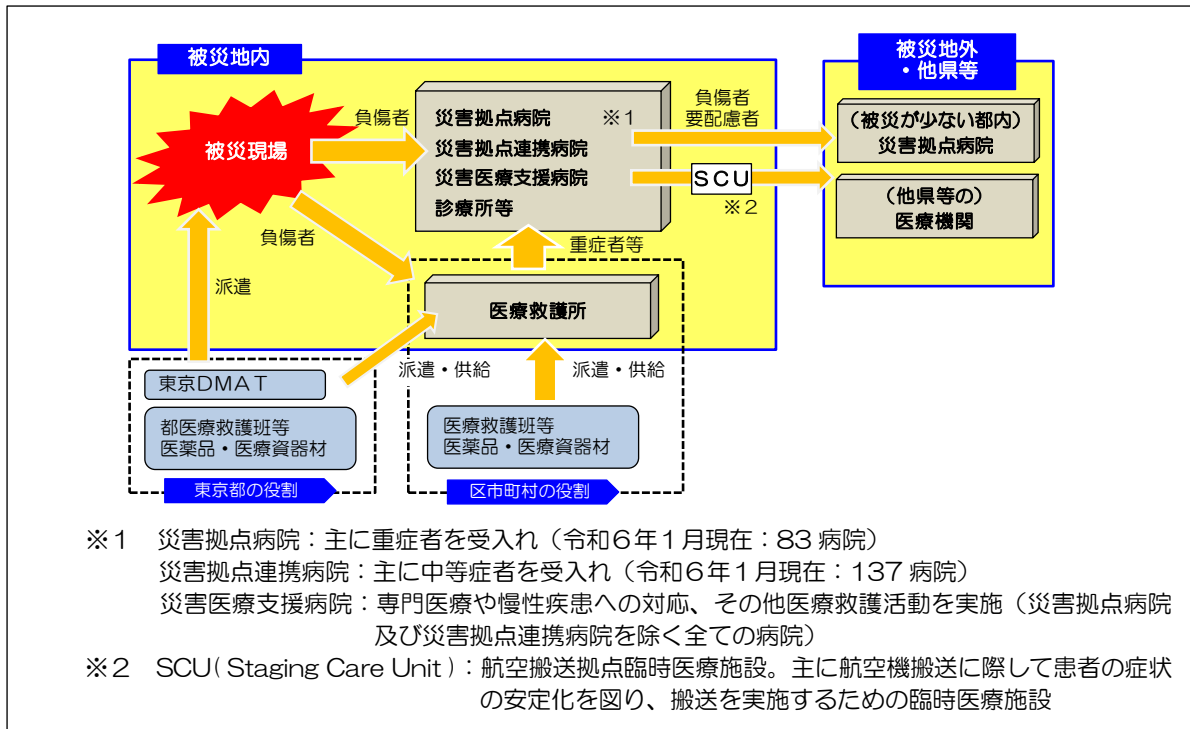 被災地内
被災地外
・他県等
被災現場
負傷者
災害拠点病院 ※1
災害拠点連携病院
災害医療支援病院
診療所等
負傷者
要配慮者
SCU
※2
(被災が少ない都内)
災害拠点病院
(他県等の)
医療機関
負傷者
重症者等
派遣
医療救護所
派遣・供給
派遣・供給
東京DMAT
都医療救護班等
医薬品・医療資器材
医療救護班等
医薬品・医療資器材
東京都の役割
区市町村の役割
※1 災害拠点病院:主に重症者を受入れ(令和6年1月現在:83 病院)
災害拠点連携病院:主に中等症者を受入れ(令和6年1月現在:137 病院)
災害医療支援病院:専門医療や慢性疾患への対応、その他医療救護活動を実施(災害拠点病院
及び災害拠点連携病院を除く全ての病院)
※2 SCU(Staging Care Unit):航空搬送拠点臨時医療施設。主に航空機搬送に際して患者の症状
の安定化を図り、搬送を実施するための臨時医療施設